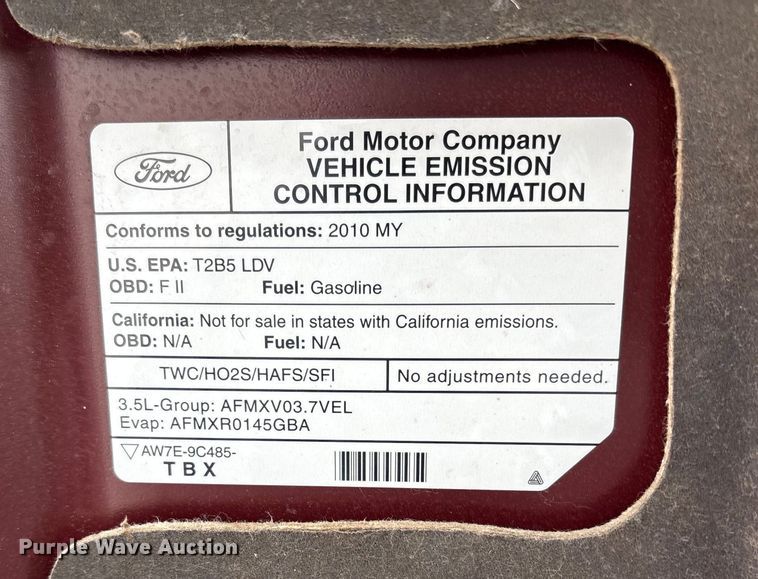 Ford
Ford Motor Company
VEHICLE EMISSION
CONTROL INFORMATION
Conforms to regulations: 2010 MY
U.S. EPA: T2B5 LDV
OBD: F II Fuel: Gasoline
California: Not for sale in states with California emissions.
OBD: N/A Fuel: N/A
TWC/HO2S/HAFS/SFI No adjustments needed.
3.5L-Group: AFMXV03.7VEL
Evap: AFMXR0145GBA
AW7E-9C485-
T B X
Purple Wave Auction